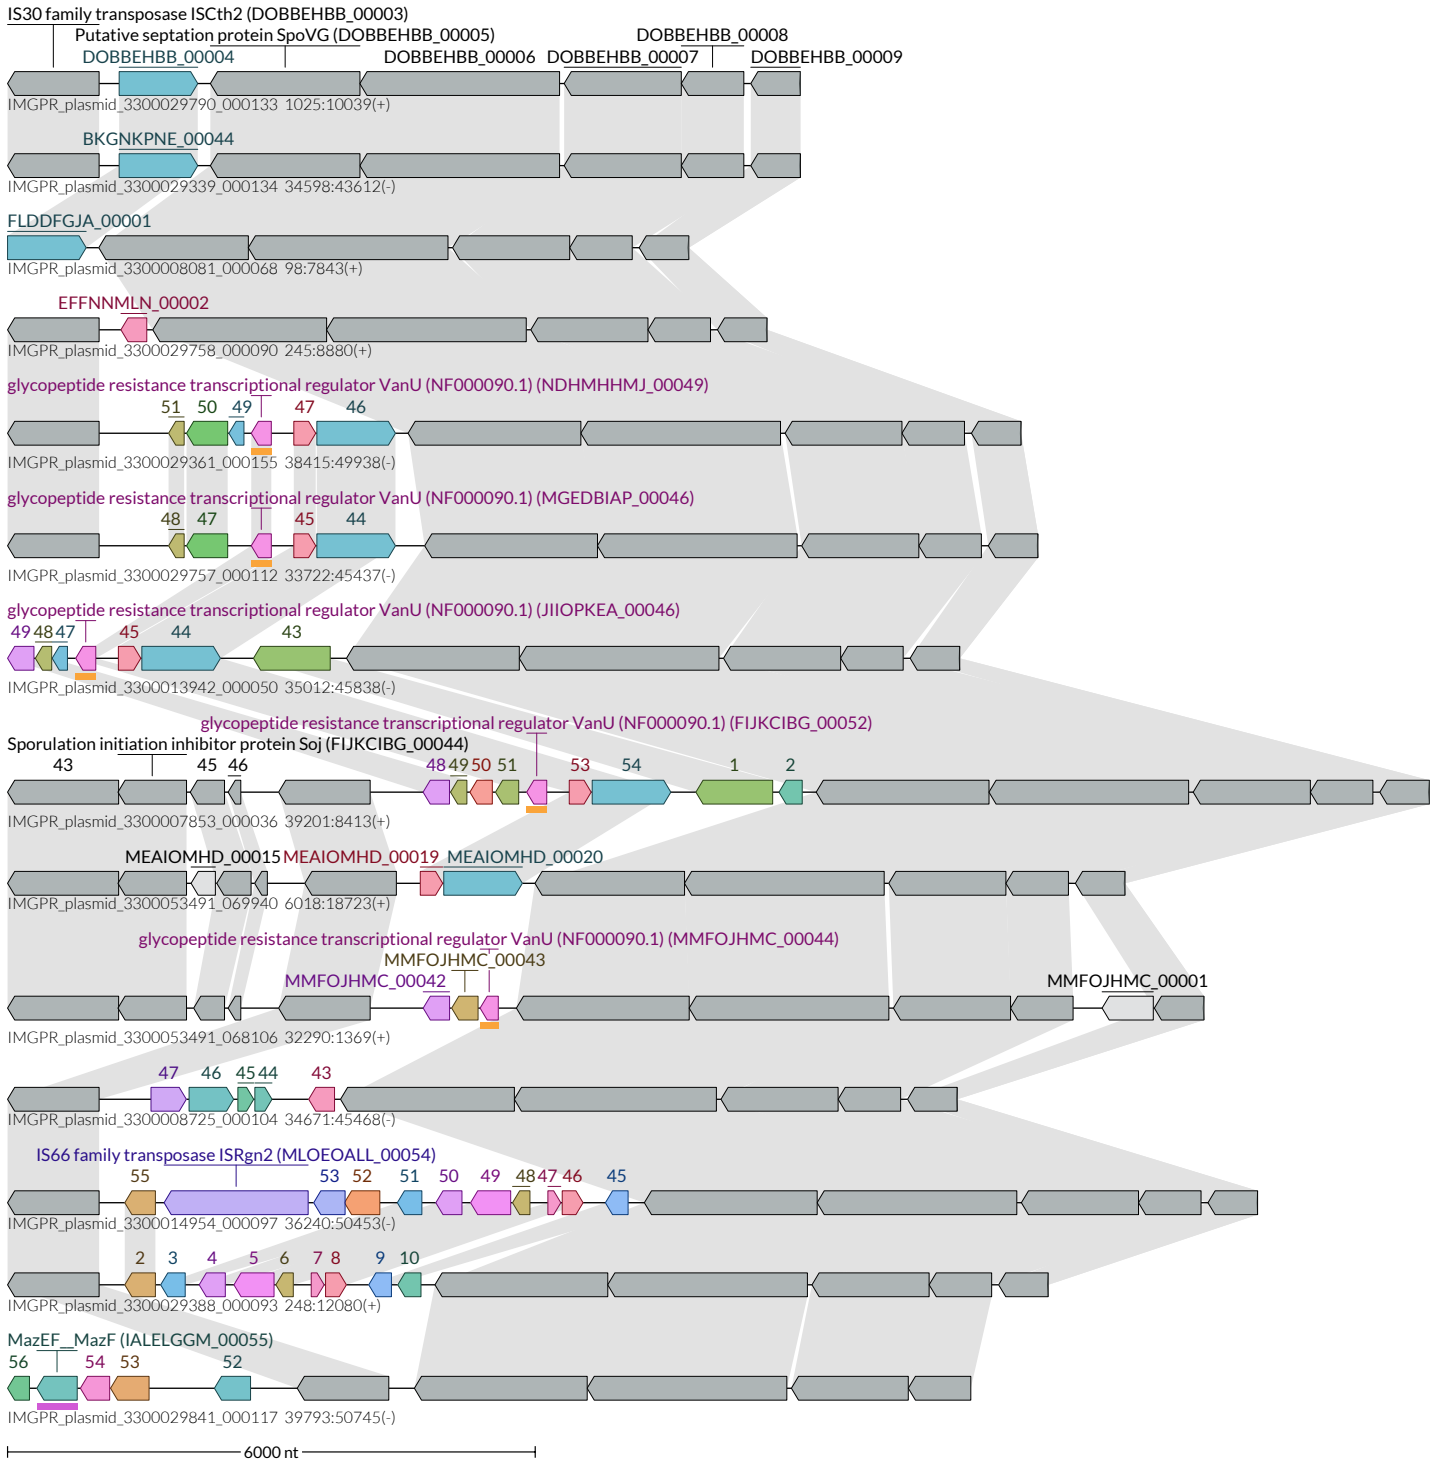 IS30 family transposase ISCth2 (DOBBEHBB_00003)
Putative septation protein SpoVG (DOBBEHBB_00005) DOBBEHBB_00008
DOBBEHBB_00004 DOBBEHBB_00006 DOBBEHBB_00007 DOBBEHBB_00009
IMGPR_plasmid_3300029790_000133 1025:10039(+)
BKGNKPNE_00044
IMGPR_plasmid_3300029339_000134 34598:43612(-)
FLDDFGJA_00001
IMGPR_plasmid_3300008081_000068 98:7843(+)
EFFNNMLN_00002
IMGPR_plasmid_3300029758_000090 245:8880(+)
glycopeptide resistance transcriptional regulator VanU (NF000090.1) (NDHMHHMJ_00049)
51 50 49 47 46
IMGPR_plasmid_3300029361_000155 38415:49938(-)
glycopeptide resistance transcriptional regulator VanU (NF000090.1) (MGEDBIAP_00046)
48 47 45 44
IMGPR_plasmid_3300029757_000112 33722:45437(-)
glycopeptide resistance transcriptional regulator VanU (NF000090.1) (JIIOPKEA_00046)
49 48 47 45 44 43
IMGPR_plasmid_3300013942_000050 35012:45838(-)
glycopeptide resistance transcriptional regulator VanU (NF000090.1) (FIJKCIBG_00052)
Sporulation initiation inhibitor protein Soj (FIJKCIBG_00044)
43 45 46 48 49 50 51 53 54 1 2
IMGPR_plasmid_3300007853_000036 39201:8413(+)
MEAIOMHD_00015 MEAIOMHD_00019 MEAIOMHD_00020
IMGPR_plasmid_3300053491_069940 6018:18723(+)
glycopeptide resistance transcriptional regulator VanU (NF000090.1) (MMFOJHMC_00044)
MMFOJHMC_00043
MMFOJHMC_00042 MMFOJHMC_00001
IMGPR_plasmid_3300053491_068106 32290:1369(+)
47 46 45 44 43
IMGPR_plasmid_3300008725_000104 34671:45468(-)
IS66 family transposase ISRgn2 (MLOEOALL_00054)
55 53 52 51 50 49 48 47 46 45
IMGPR_plasmid_3300014954_000097 36240:50453(-)
2 3 4 5 6 7 8 9 10
IMGPR_plasmid_3300029388_000093 248:12080(+)
MazEF__MazF (IALELGGM_00055)
56 54 53 52
IMGPR_plasmid_3300029841_000117 39793:50745(-)
6000 nt